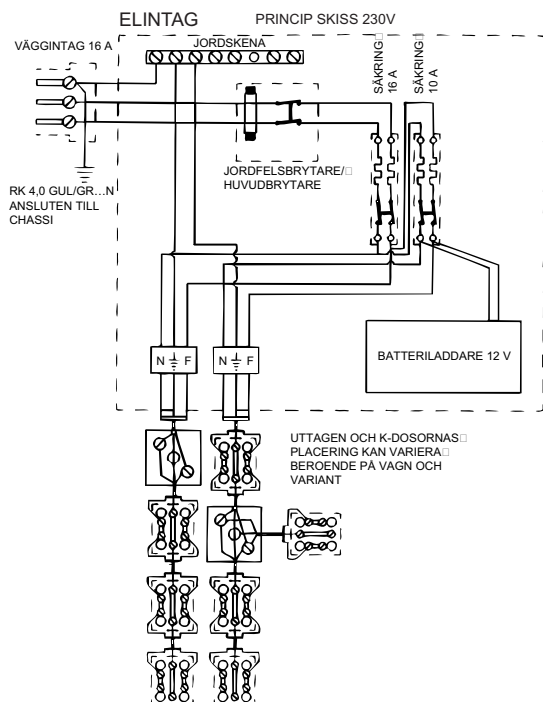 ELINTAG
PRINCIP SKISS 230V
VÄGGINTAG 16 A
JORDSKENA
SÄKRING□
16 A
SÄKRING□
10 A
JORDFELSBRYTARE/□
HUVUDBRYTARE
RK 4,0 GUL/GR...N
ANSLUTEN TILL
CHASSI
BATTERILADDARE 12 V
N F
N F
UTTAGEN OCH K-DOSORNAS□
PLACERING KAN VARIERA□
BEROENDE PÅ VAGN OCH
VARIANT